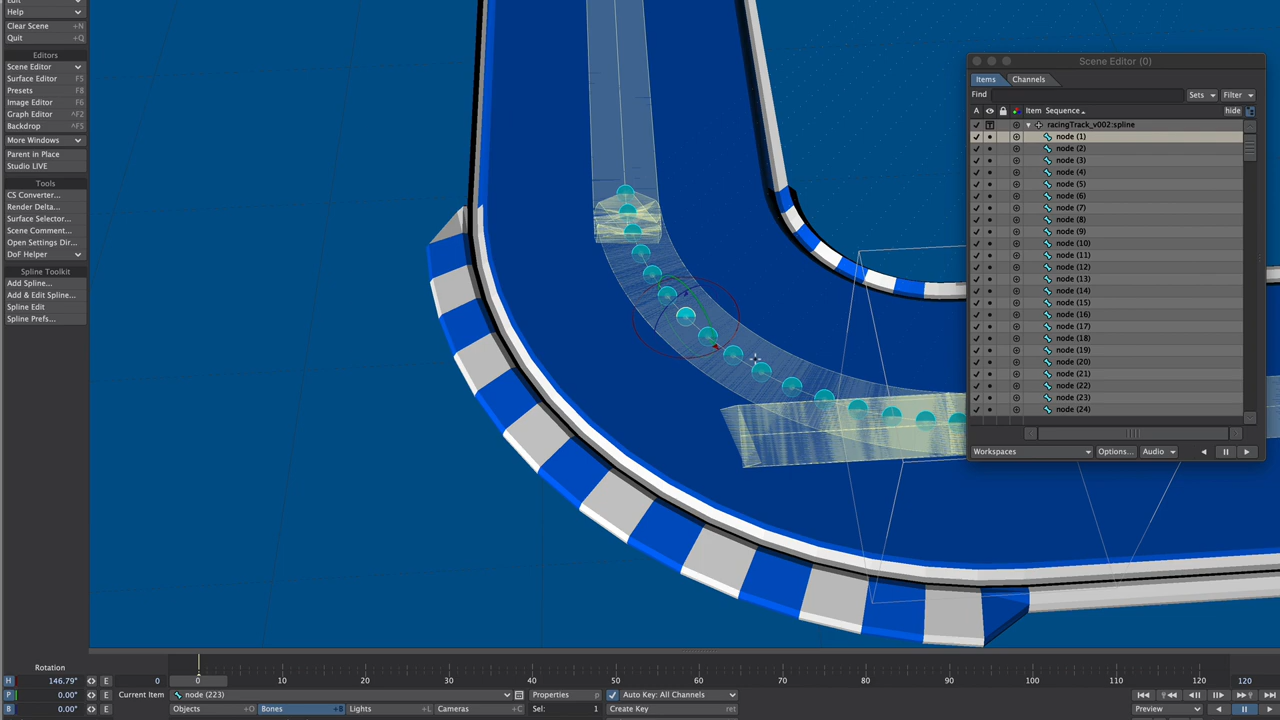 Edit
Help
Clear Scene +N
Quit +Q
Editors
Scene Editor
Surface Editor F5
Presets F8
Image Editor F6
Graph Editor ^F2
Backdrop ^F3
More Windows
Parent in Place
Studio LIVE
Tools
CS Converter...
Render Delta...
Surface Selector...
Scene Comment...
Open Settings Dir...
DoF Helper
Spline Toolkit
Add Spline...
Add & Edit Spline...
Spline Edit
Spline Prefs...
Scene Editor (0)
Items Channels
Find Sets Filter
A Item Sequence hide
racingTrack_v002:spline
node (1)
node (2)
node (3)
node (4)
node (5)
node (6)
node (7)
node (8)
node (9)
node (10)
node (11)
node (12)
node (13)
node (14)
node (15)
node (16)
node (17)
node (18)
node (19)
node (20)
node (21)
node (22)
node (23)
node (24)
Workspaces Options... Audio
Rotation
H 146.79° E 0 0 10 20 30 40 50 60 70 80 90 100 110 120 120
P 0.00° E Current Item node (223) Properties p Auto Key: All Channels
B 0.00° E Objects +O Bones +B Lights +L Cameras +C Sel: 1 Create Key ret Preview